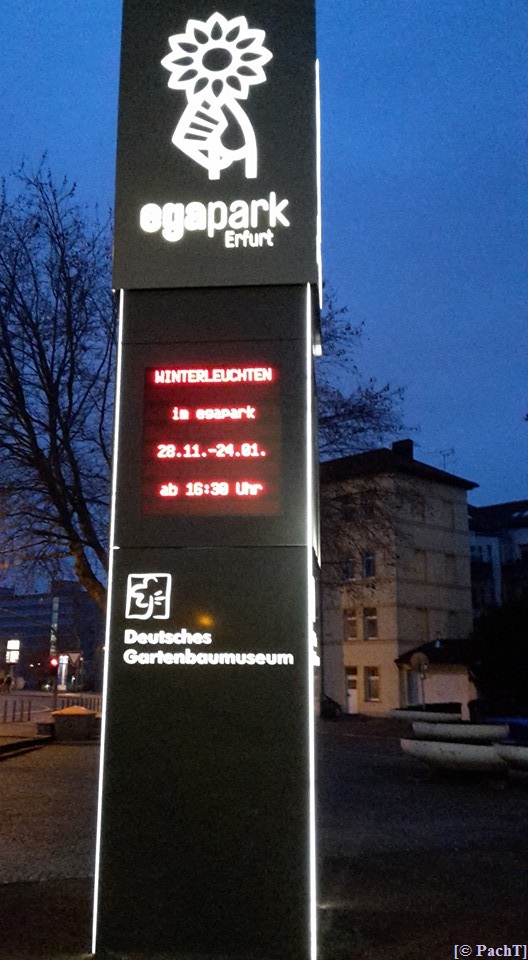 egapark
Erfurt
WINTERLEUCHTEN
im egapark
28.11.-24.01.
ab 16:30 Uhr
Deutsches
Gartenbaumuseum
[© PachT]